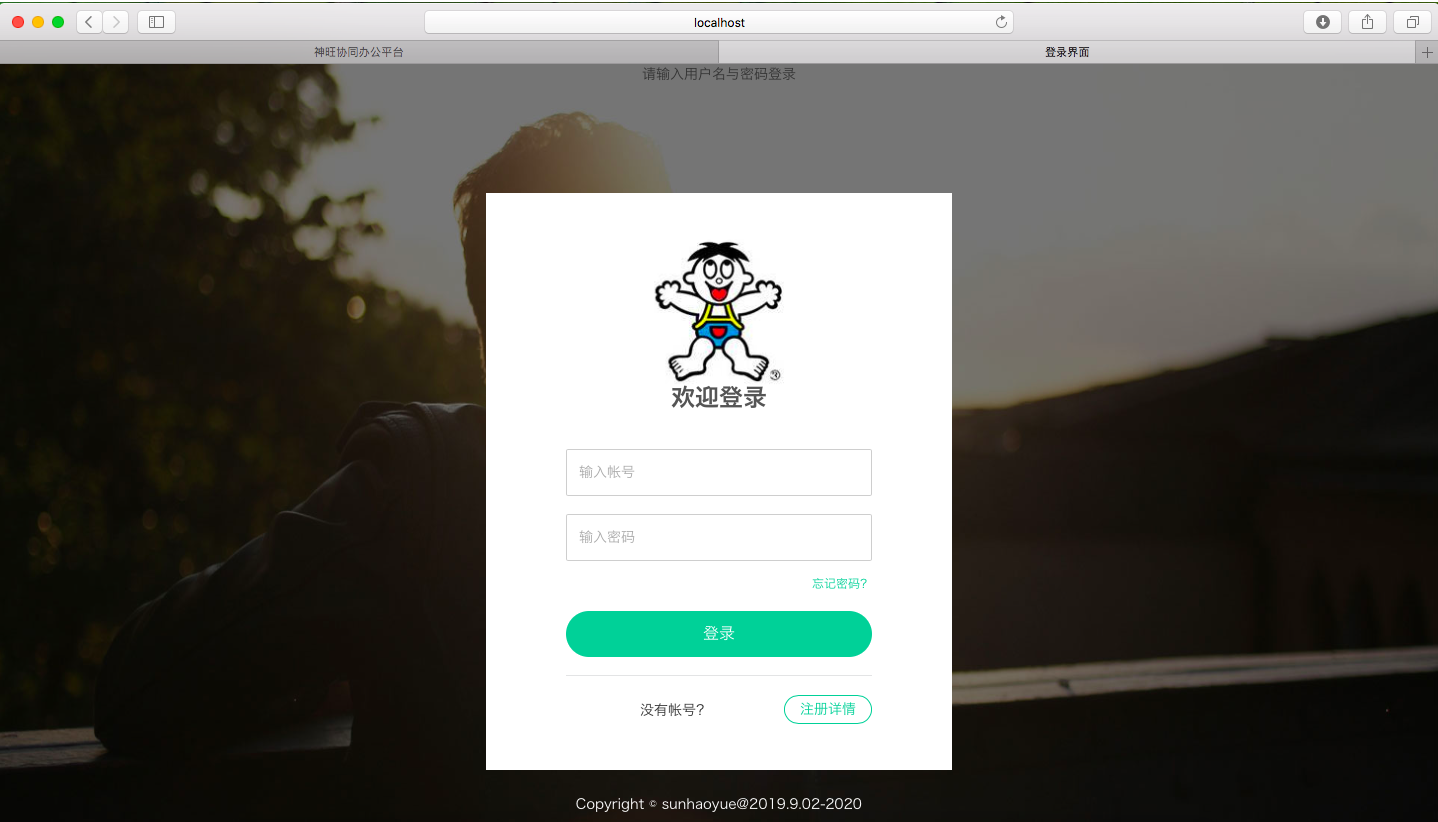 localhost
神旺协同办公平台
登录界面
请输入用户名与密码登录
欢迎登录
输入帐号
输入密码
忘记密码?
登录
没有帐号?
注册详情
Copyright © sunhaoyue@2019.9.02-2020